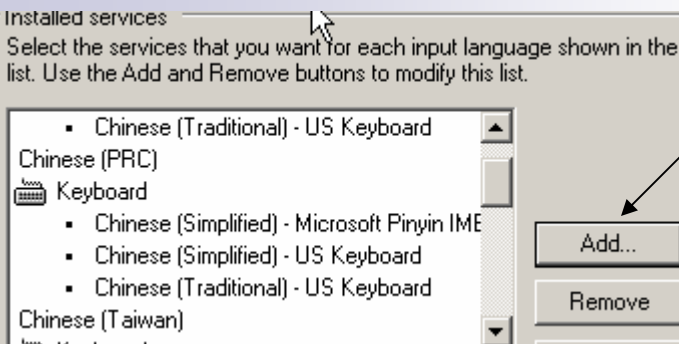 Installed services
Select the services that you want for each input language shown in the
list. Use the Add and Remove buttons to modify this list.
Chinese (Traditional) - US Keyboard
Chinese (PRC)
Keyboard
Chinese (Simplified) - Microsoft Pinyin IME
Chinese (Simplified) - US Keyboard
Chinese (Traditional) - US Keyboard
Chinese (Taiwan)
Add...
Remove